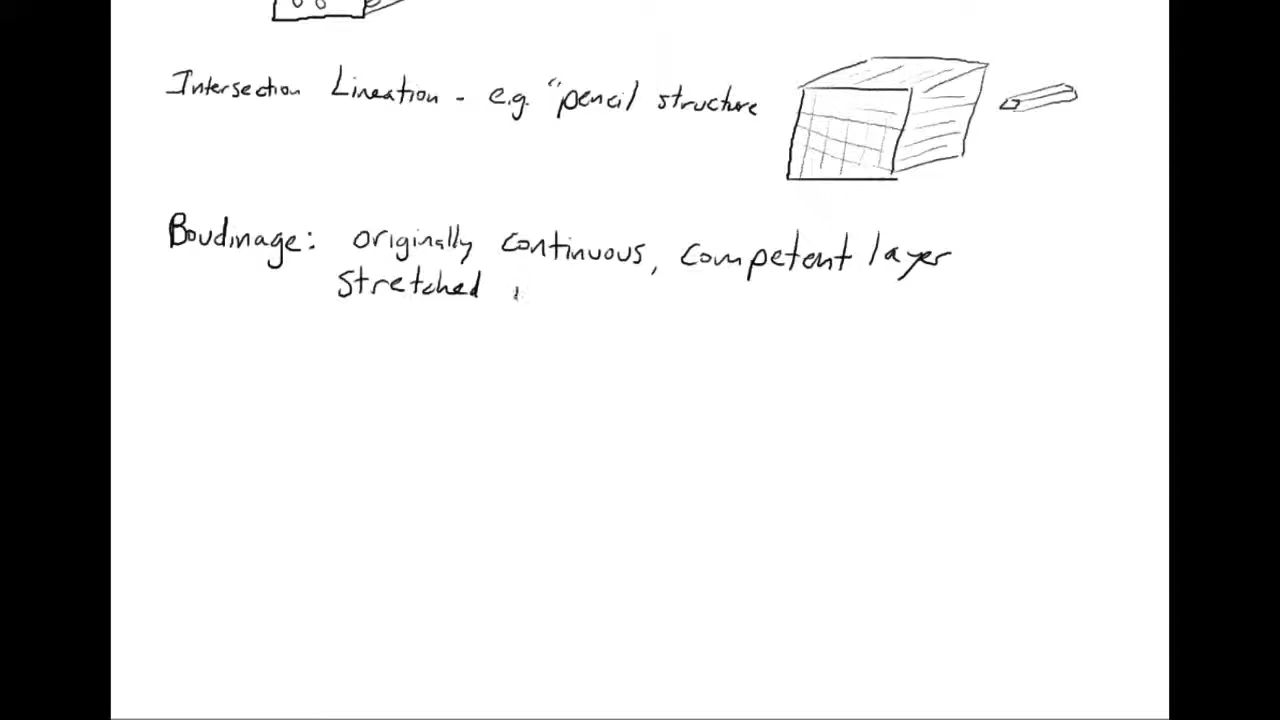 Intersection Lineation - e.g. "pencil structure
Boudinage: originally continuous, competent layer
stretched